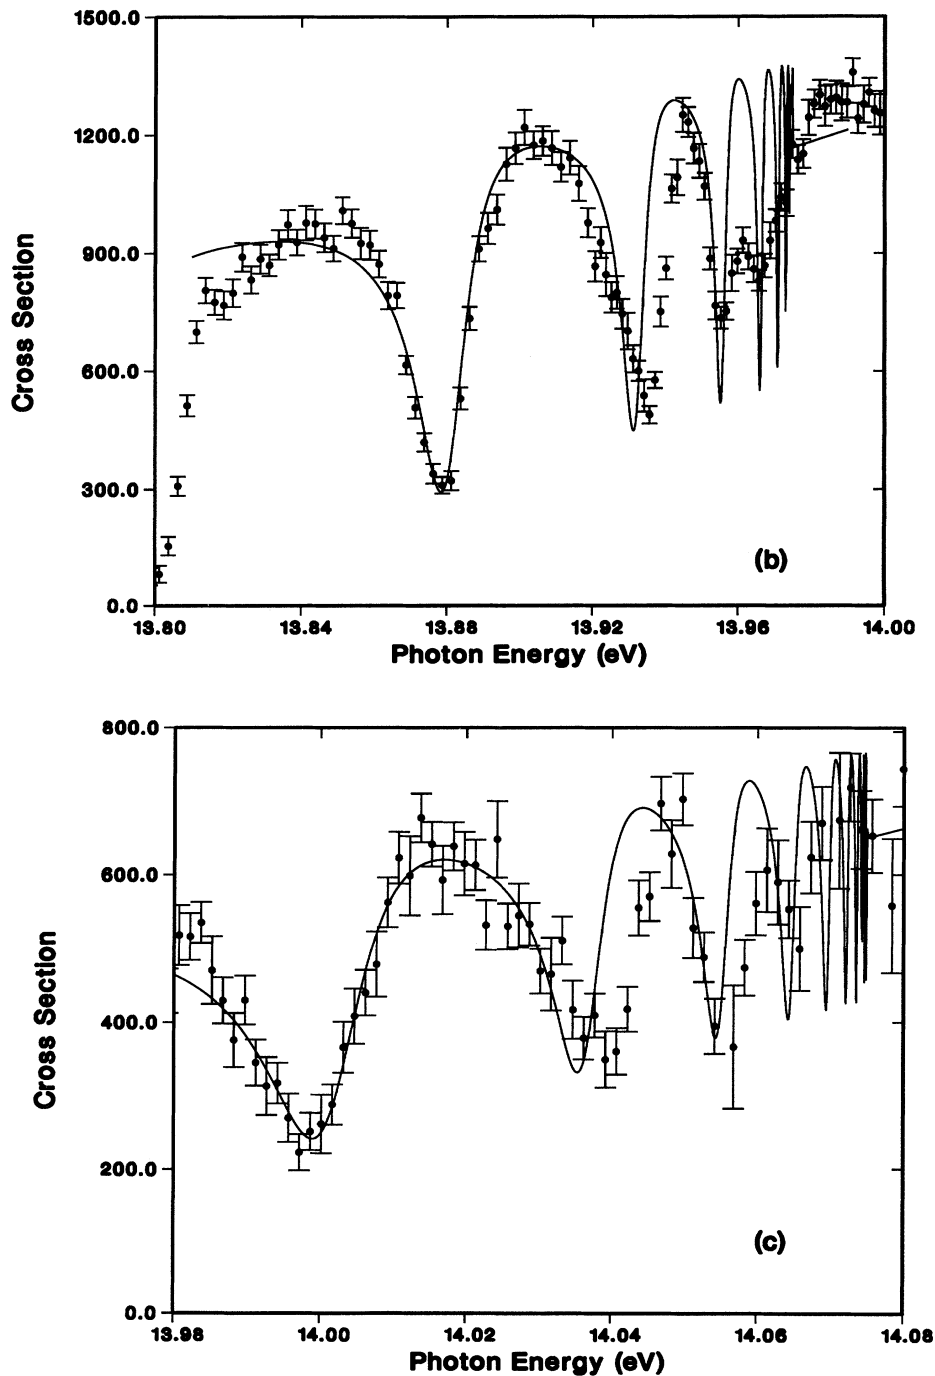 1500.0
1200.0
900.0
600.0
300.0
0.0
Cross Section
(b)
13.80 13.84 13.88 13.92 13.96 14.00
Photon Energy (eV)
800.0
600.0
400.0
200.0
0.0
Cross Section
(c)
13.98 14.00 14.02 14.04 14.06 14.08
Photon Energy (eV)